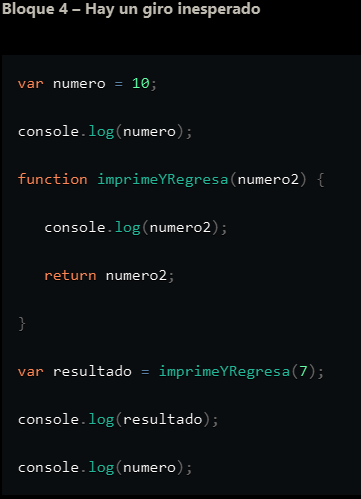 Bloque 4 – Hay un giro inesperado
var numero = 10;
console.log(numero);
function imprimeYRegresa(numero2) {
console.log(numero2);
return numero2;
}
var resultado = imprimeYRegresa(7);
console.log(resultado);
console.log(numero);